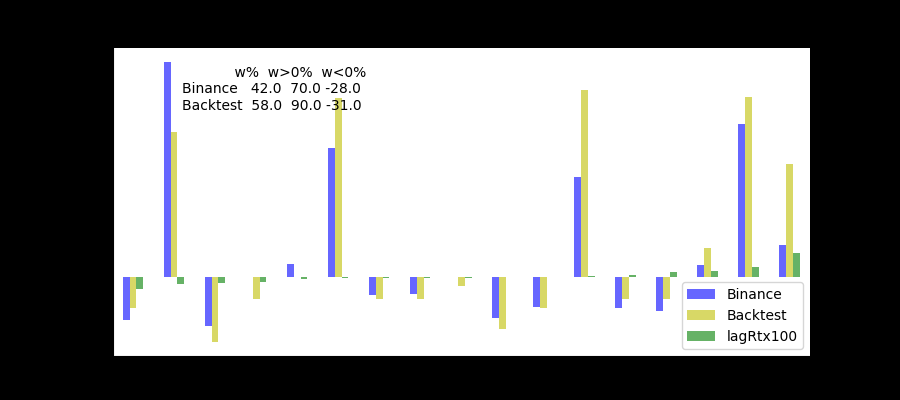 w% w>0% w<0%
Binance 42.0 70.0 -28.0
Backtest 58.0 90.0 -31.0
Binance
Backtest
lagRtx100